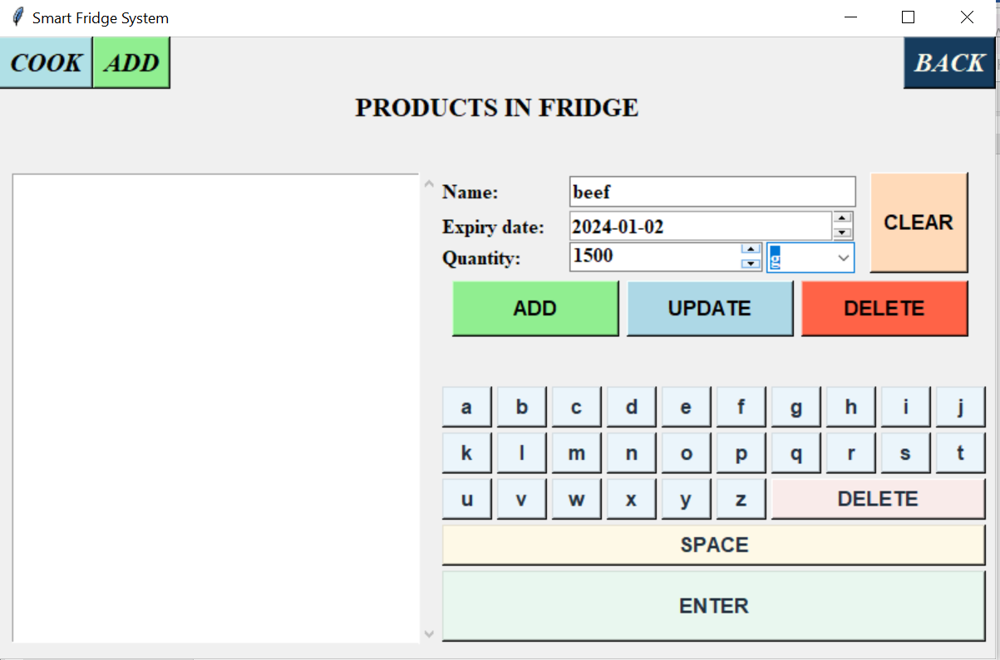 Smart Fridge System
COOK ADD BACK
PRODUCTS IN FRIDGE
Name: beef
CLEAR
Expiry date: 2024-01-02
Quantity: 1500 g
ADD UPDATE DELETE
a b c d e f g h i j
k l m n o p q r s t
u v w x y z DELETE
SPACE
ENTER